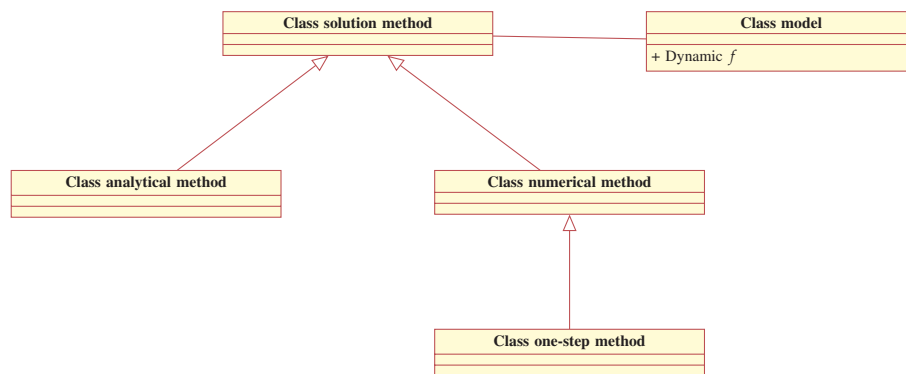 Class solution method
Class model
+ Dynamic f
Class analytical method
Class numerical method
Class one-step method